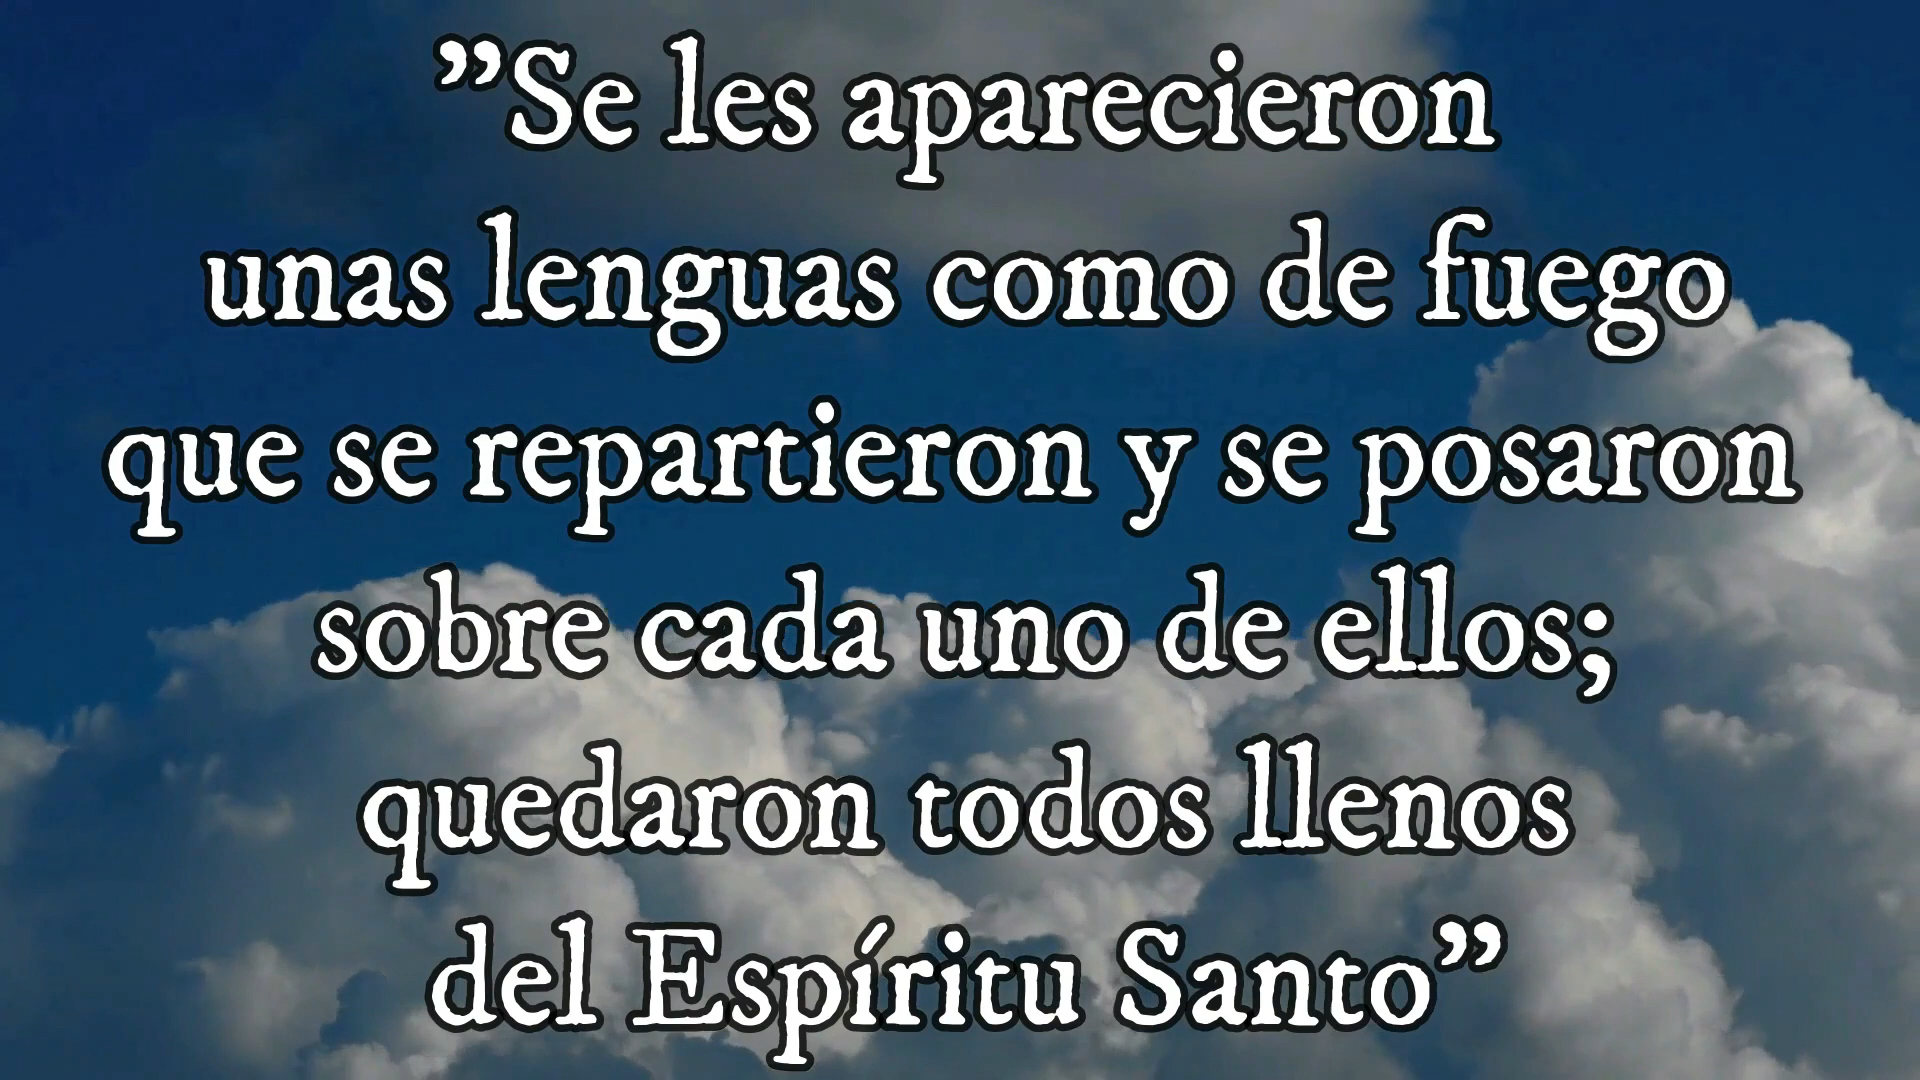 ”Se les aparecieron
unas lenguas como de fuego
que se repartieron y se posaron
sobre cada uno de ellos;
quedaron todos llenos
del Espíritu Santo”